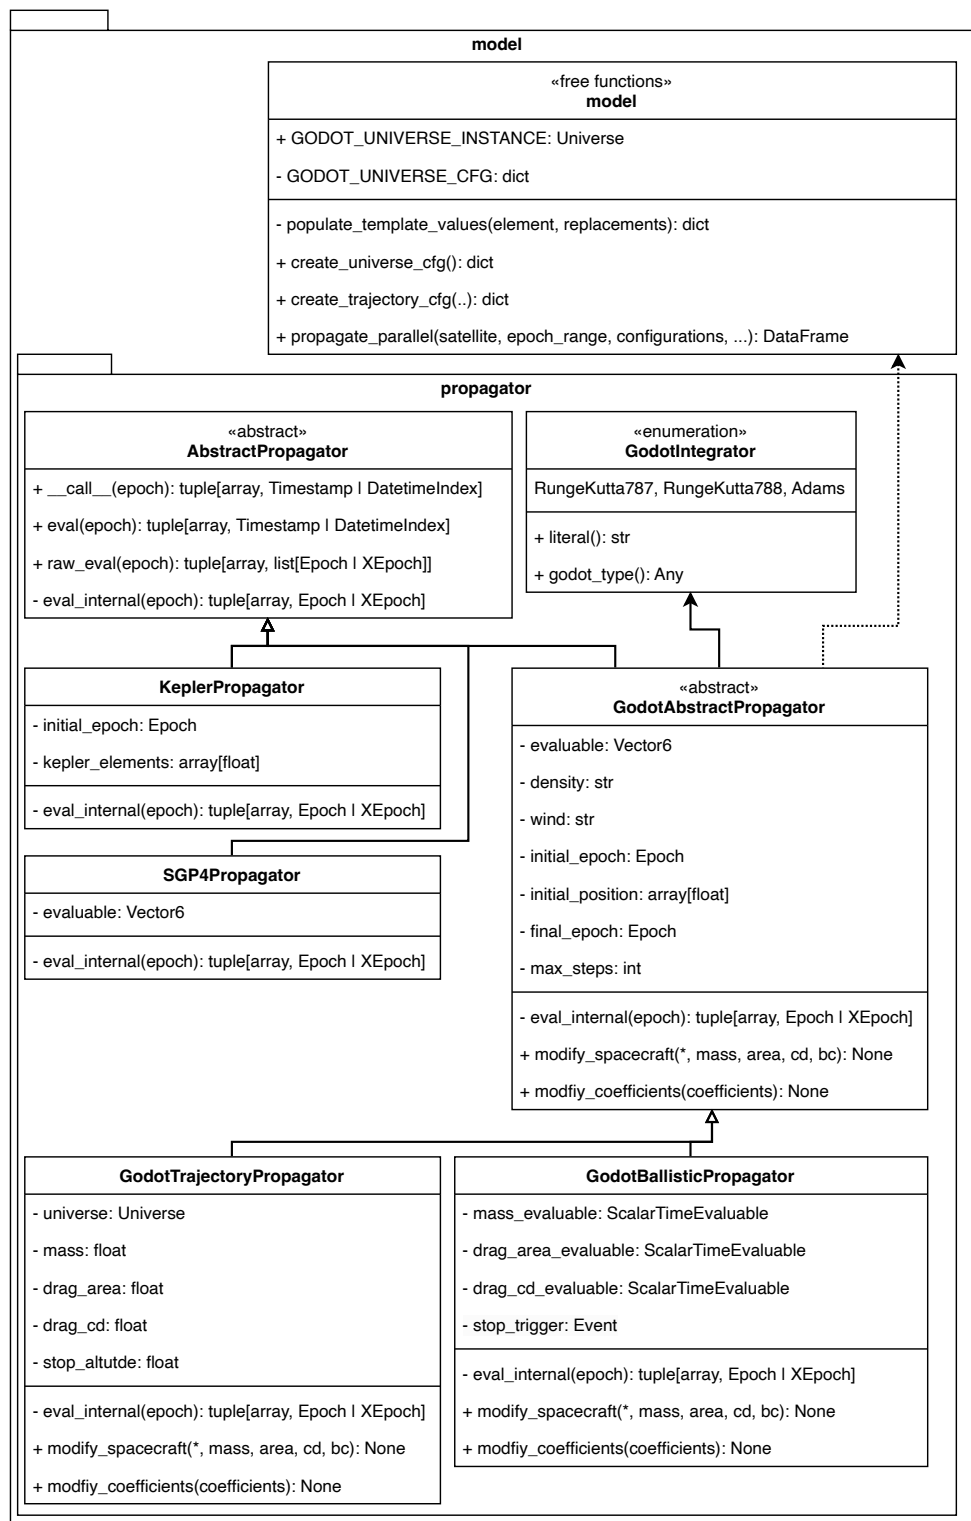 model
«free functions»
model
+ GODOT_UNIVERSE_INSTANCE: Universe
- GODOT_UNIVERSE_CFG: dict
- populate_template_values(element, replacements): dict
+ create_universe_cfg(): dict
+ create_trajectory_cfg(..): dict
+ propagate_parallel(satellite, epoch_range, configurations, ...): DataFrame
propagator
«abstract»
AbstractPropagator
+ __call__(epoch): tuple[array, Timestamp | DatetimeIndex]
+ eval(epoch): tuple[array, Timestamp | DatetimeIndex]
+ raw_eval(epoch): tuple[array, list[Epoch | XEpoch]]
- eval_internal(epoch): tuple[array, Epoch | XEpoch]
«enumeration»
GodotIntegrator
RungeKutta787, RungeKutta788, Adams
+ literal(): str
+ godot_type(): Any
KeplerPropagator
- initial_epoch: Epoch
- kepler_elements: array[float]
- eval_internal(epoch): tuple[array, Epoch | XEpoch]
SGP4Propagator
- evaluable: Vector6
- eval_internal(epoch): tuple[array, Epoch | XEpoch]
«abstract»
GodotAbstractPropagator
- evaluable: Vector6
- density: str
- wind: str
- initial_epoch: Epoch
- initial_position: array[float]
- final_epoch: Epoch
- max_steps: int
- eval_internal(epoch): tuple[array, Epoch | XEpoch]
+ modify_spacecraft(*, mass, area, cd, bc): None
+ modfiy_coefficients(coefficients): None
GodotTrajectoryPropagator
- universe: Universe
- mass: float
- drag_area: float
- drag_cd: float
- stop_altutde: float
- eval_internal(epoch): tuple[array, Epoch | XEpoch]
+ modify_spacecraft(*, mass, area, cd, bc): None
+ modfiy_coefficients(coefficients): None
GodotBallisticPropagator
- mass_evaluable: ScalarTimeEvaluable
- drag_area_evaluable: ScalarTimeEvaluable
- drag_cd_evaluable: ScalarTimeEvaluable
- stop_trigger: Event
- eval_internal(epoch): tuple[array, Epoch | XEpoch]
+ modify_spacecraft(*, mass, area, cd, bc): None
+ modfiy_coefficients(coefficients): None